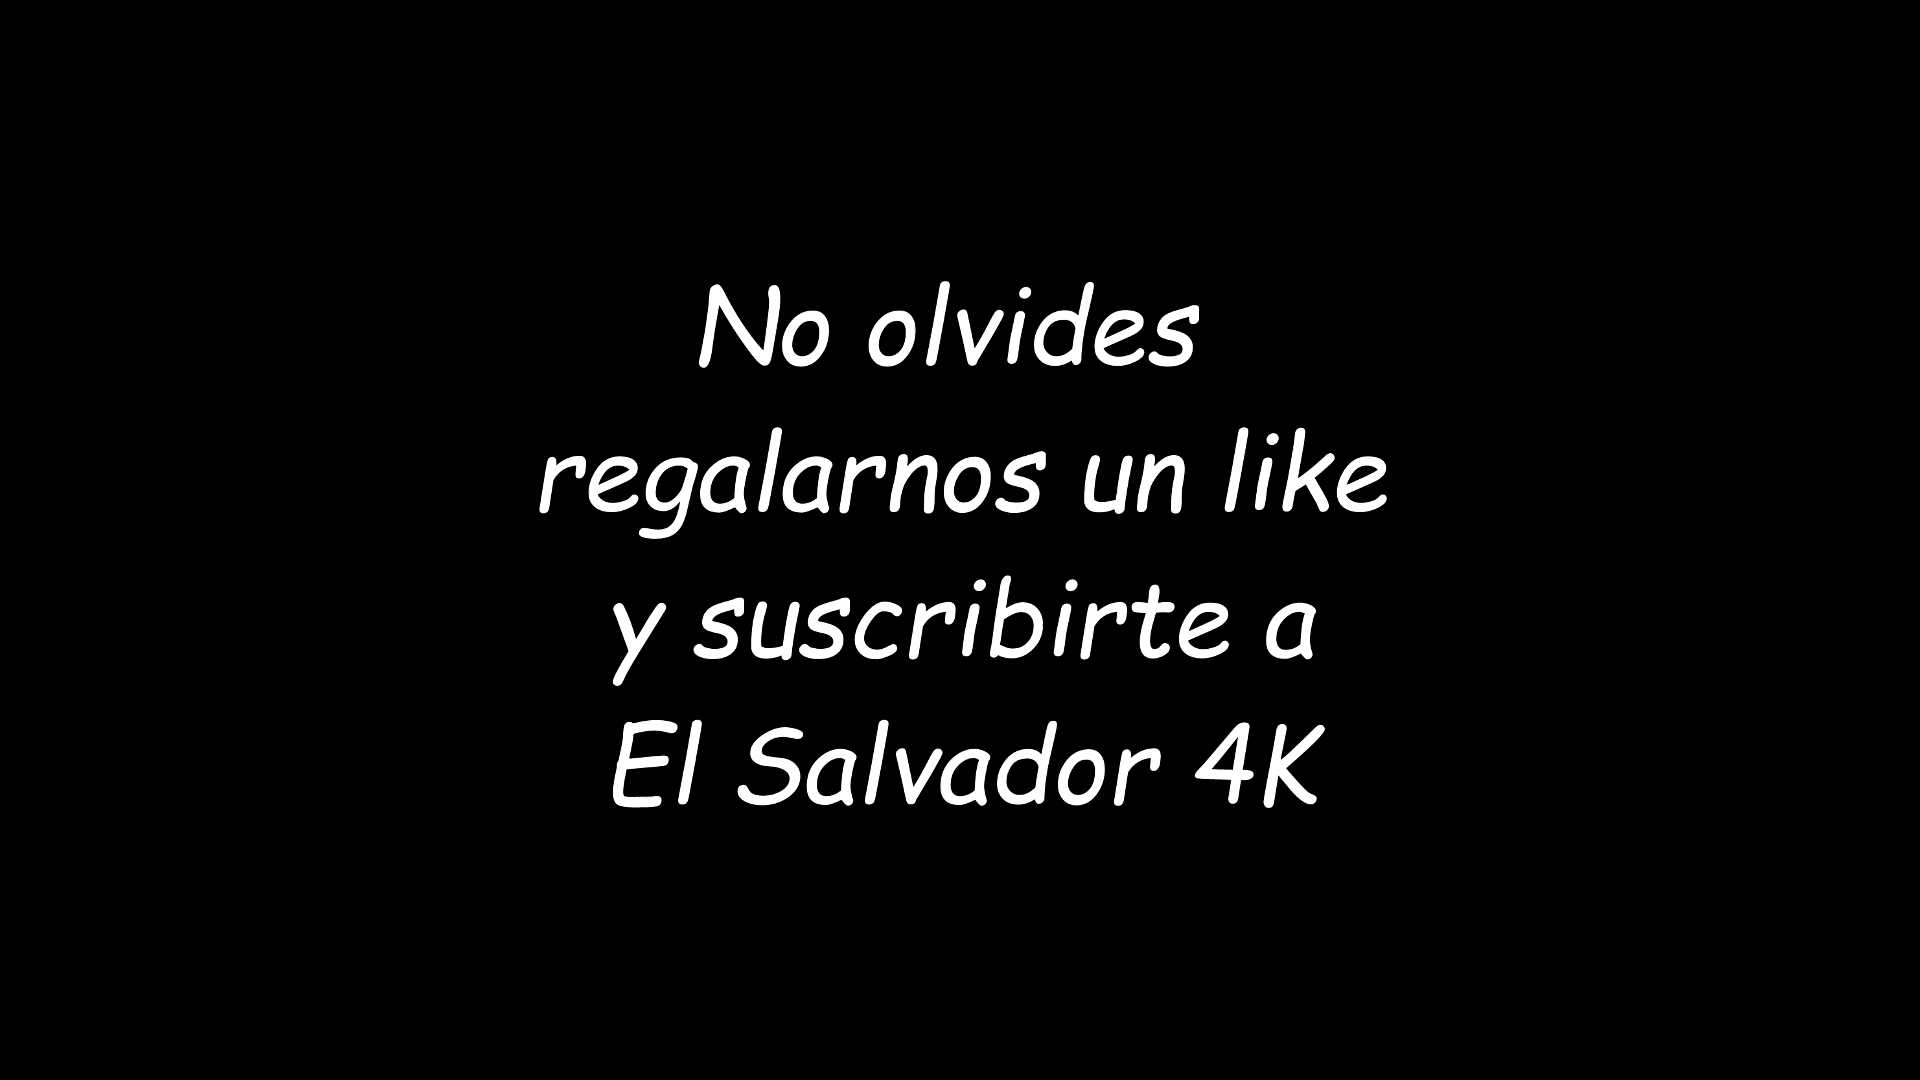 No olvides
regalarnos un like
y suscribirte a
El Salvador 4K